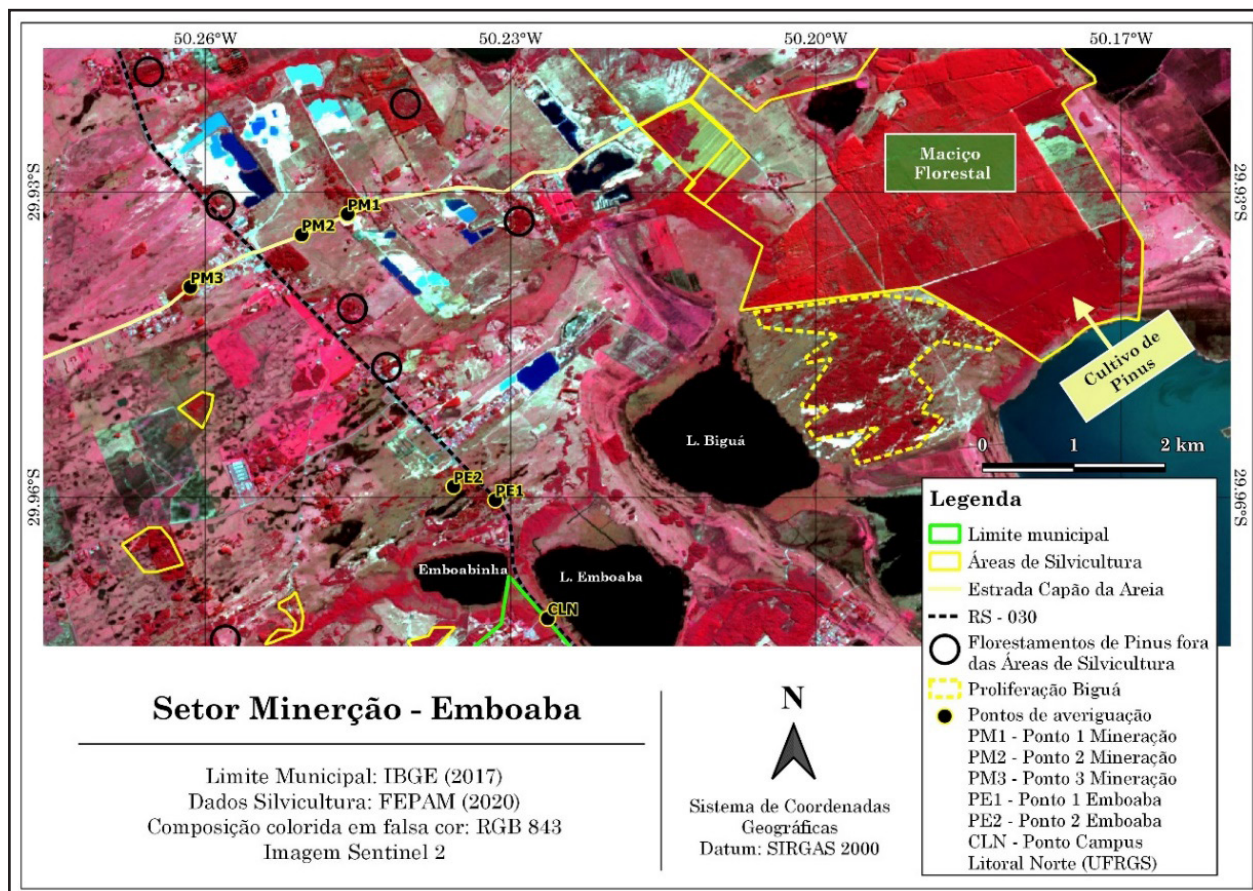 50.26°W
50.23°W
50.20°W
50.17°W
29.93°S
29.93°S
29.96°S
29.96°S
Maciço
Florestal
PM1
PM2
PM3
Cultivo de
Pinus
L. Biguá
0 1 2 km
PE2
PE1
Emboabinha
L. Emboaba
CLN
Legenda
Limite municipal
Áreas de Silvicultura
Estrada Capão da Areia
RS - 030
Florestamentos de Pinus fora
das Áreas de Silvicultura
Proliferação Biguá
Pontos de averiguação
PM1 - Ponto 1 Mineração
PM2 - Ponto 2 Mineração
PM3 - Ponto 3 Mineração
PE1 - Ponto 1 Emboaba
PE2 - Ponto 2 Emboaba
CLN - Ponto Campus
Litoral Norte (UFRGS)
Setor Minerção - Emboaba
Limite Municipal: IBGE (2017)
Dados Silvicultura: FEPAM (2020)
Composição colorida em falsa cor: RGB 843
Imagem Sentinel 2
N
Sistema de Coordenadas
Geográficas
Datum: SIRGAS 2000